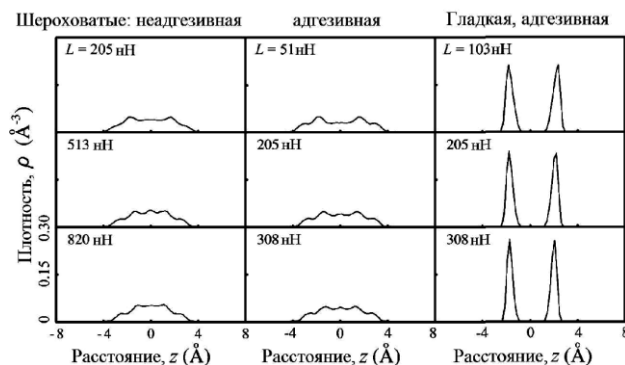 Шероховатые: неадгезивная адгезивная Гладкая, адгезивная
L = 205 нН L = 51 нН L = 103нН
513 нН 205 нН 205 нН
820 нН 308 нН 308 нН
Плотность, ρ (Å-3)
0.30
0.15
0
-8 -4 0 4 8 -4 0 4 8 -4 0 4 8
Расстояние, z (Å) Расстояние, z (Å) Расстояние, z (Å)